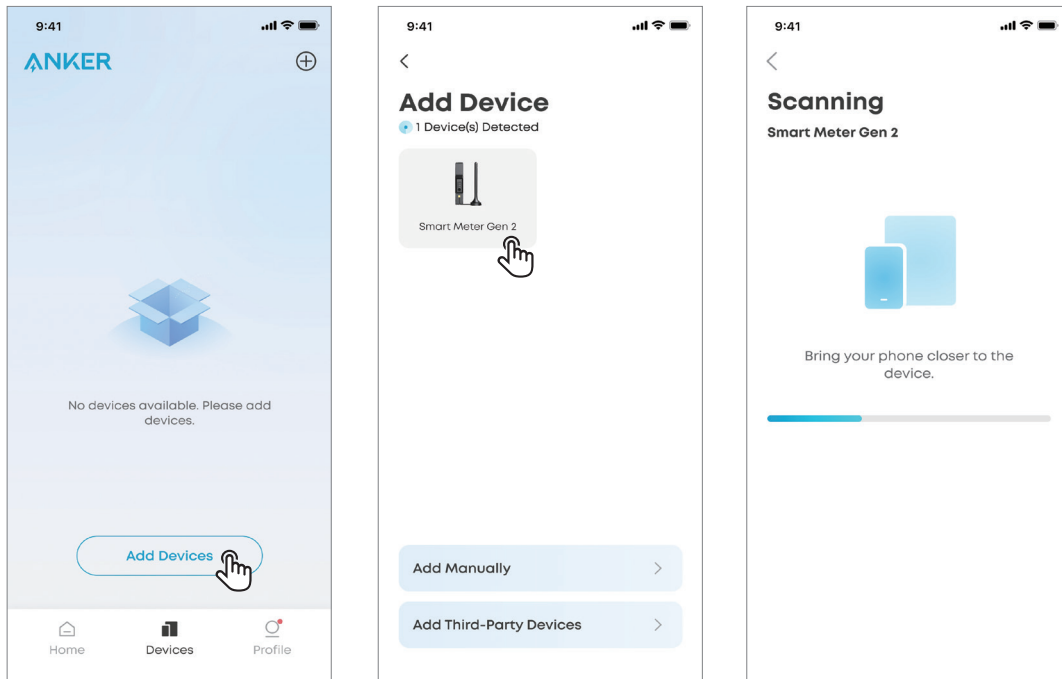 9:41
ANKER
No devices available. Please add
devices.
Add Devices
Home
Devices
Profile
9:41
Add Device
1 Device(s) Detected
Smart Meter Gen 2
Add Manually
Add Third-Party Devices
9:41
Scanning
Smart Meter Gen 2
Bring your phone closer to the
device.